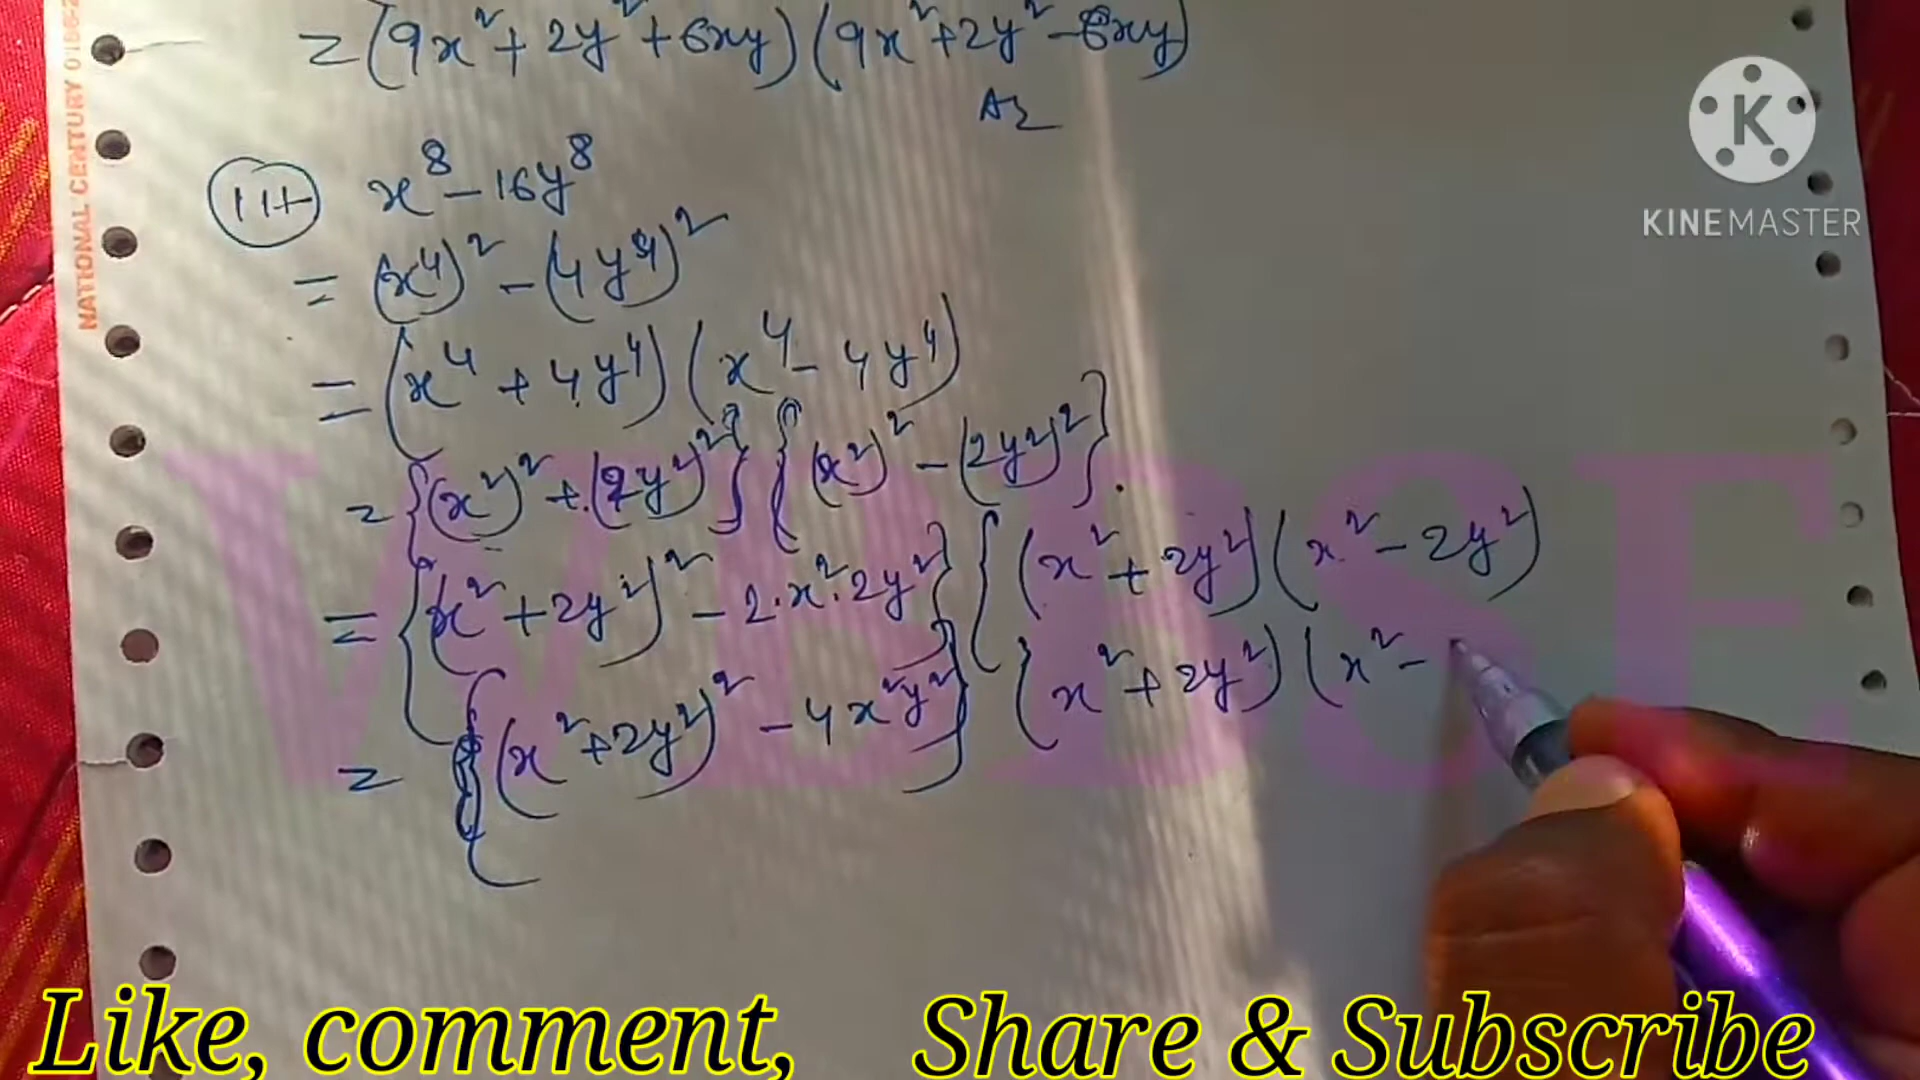 = (9x² + 2y² + 6xy) (9x² + 2y² - 6xy)
III x⁸ - 16y⁸
= (x⁴)² - (4y⁴)²
= (x⁴ + 4y⁴) (x⁴ - 4y⁴)
= {(x²)² + (2y²)²} {(x²)² - (2y²)²}.
= {(x² + 2y²)² - 2.x².2y²} {(x² + 2y²) (x² - 2y²)
= {(x² + 2y²)² - 4x²y²} (x² + 2y²) (x² -
NATIONAL CENTURY
K
KINEMASTER
WBBSE
Like, comment, Share & Subscribe